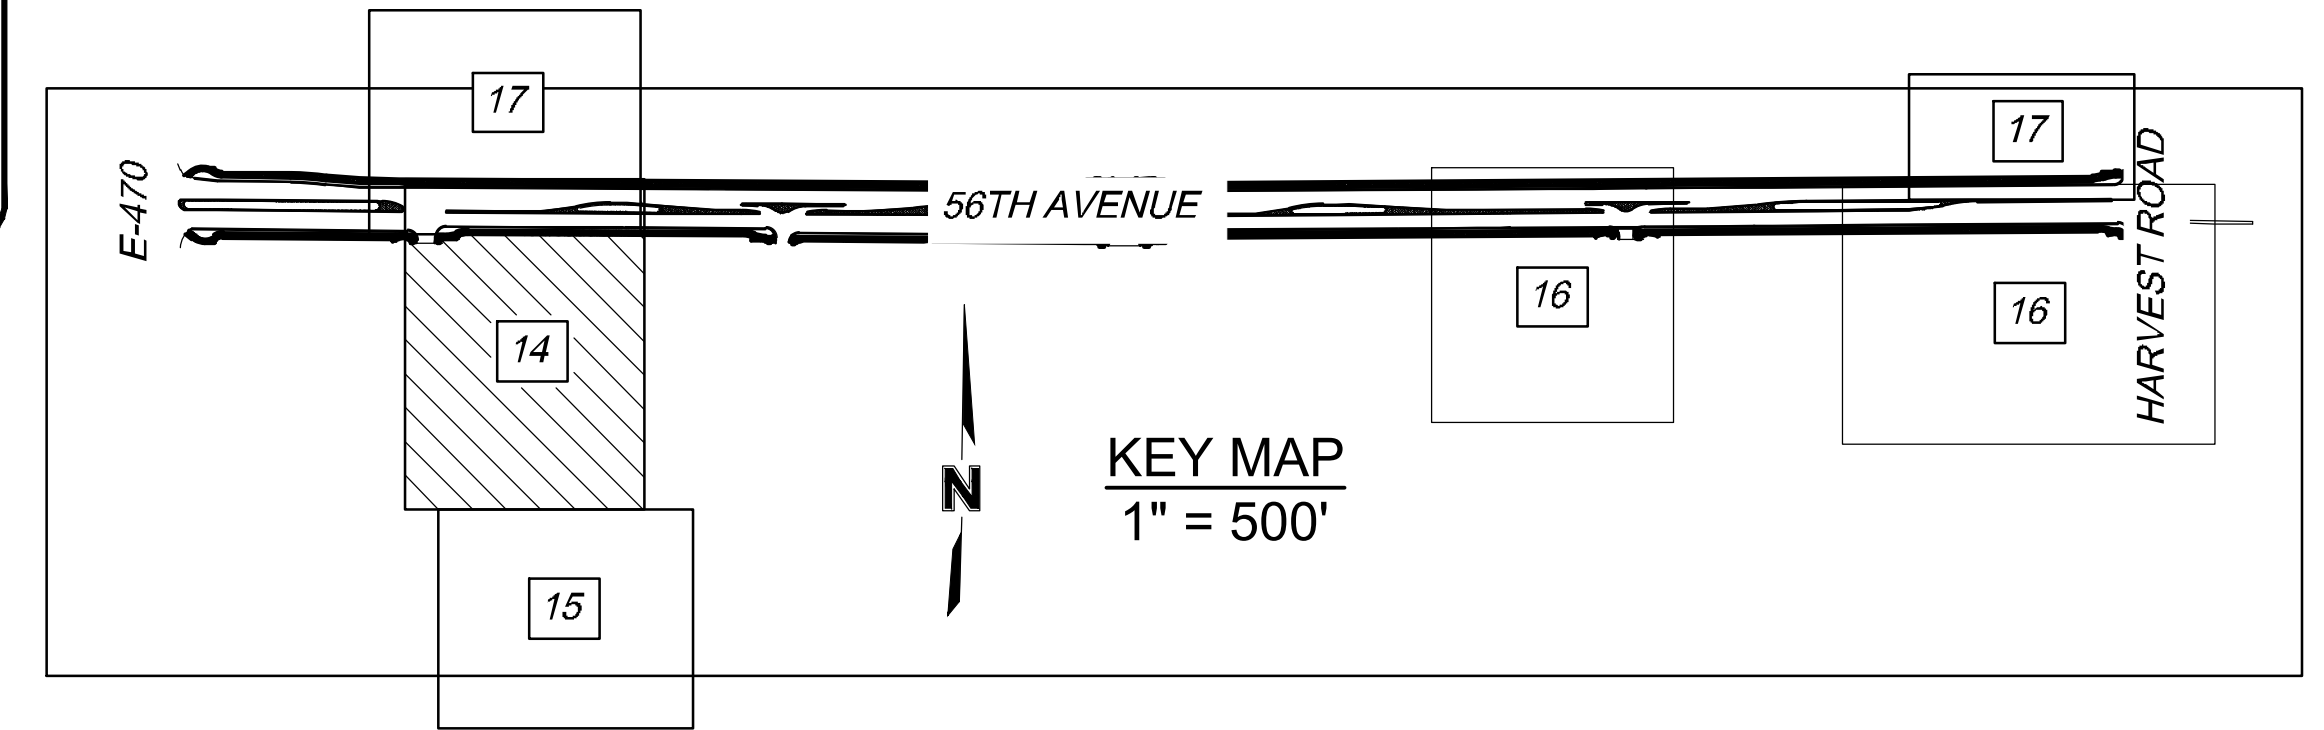 17
17
E-470
56TH AVENUE
HARVEST ROAD
16
16
14
N
KEY MAP
1" = 500'
15